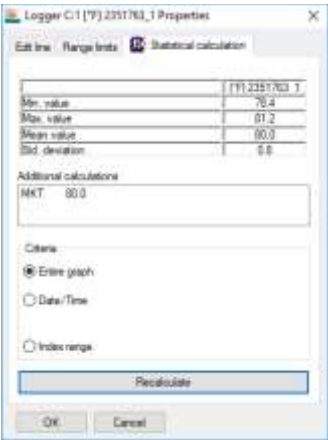 Logger C:1 [°F] 2351763_1 Properties
Edit line Range limits Statistical calculation
[°F] 2351763_1
Min. value 78.4
Max. value 81.2
Mean value 80.0
Std. deviation 0.8
Additional calculations
MKT: 80.0
Criteria
Entire graph
Date/Time
Index range
Recalculate
OK Cancel